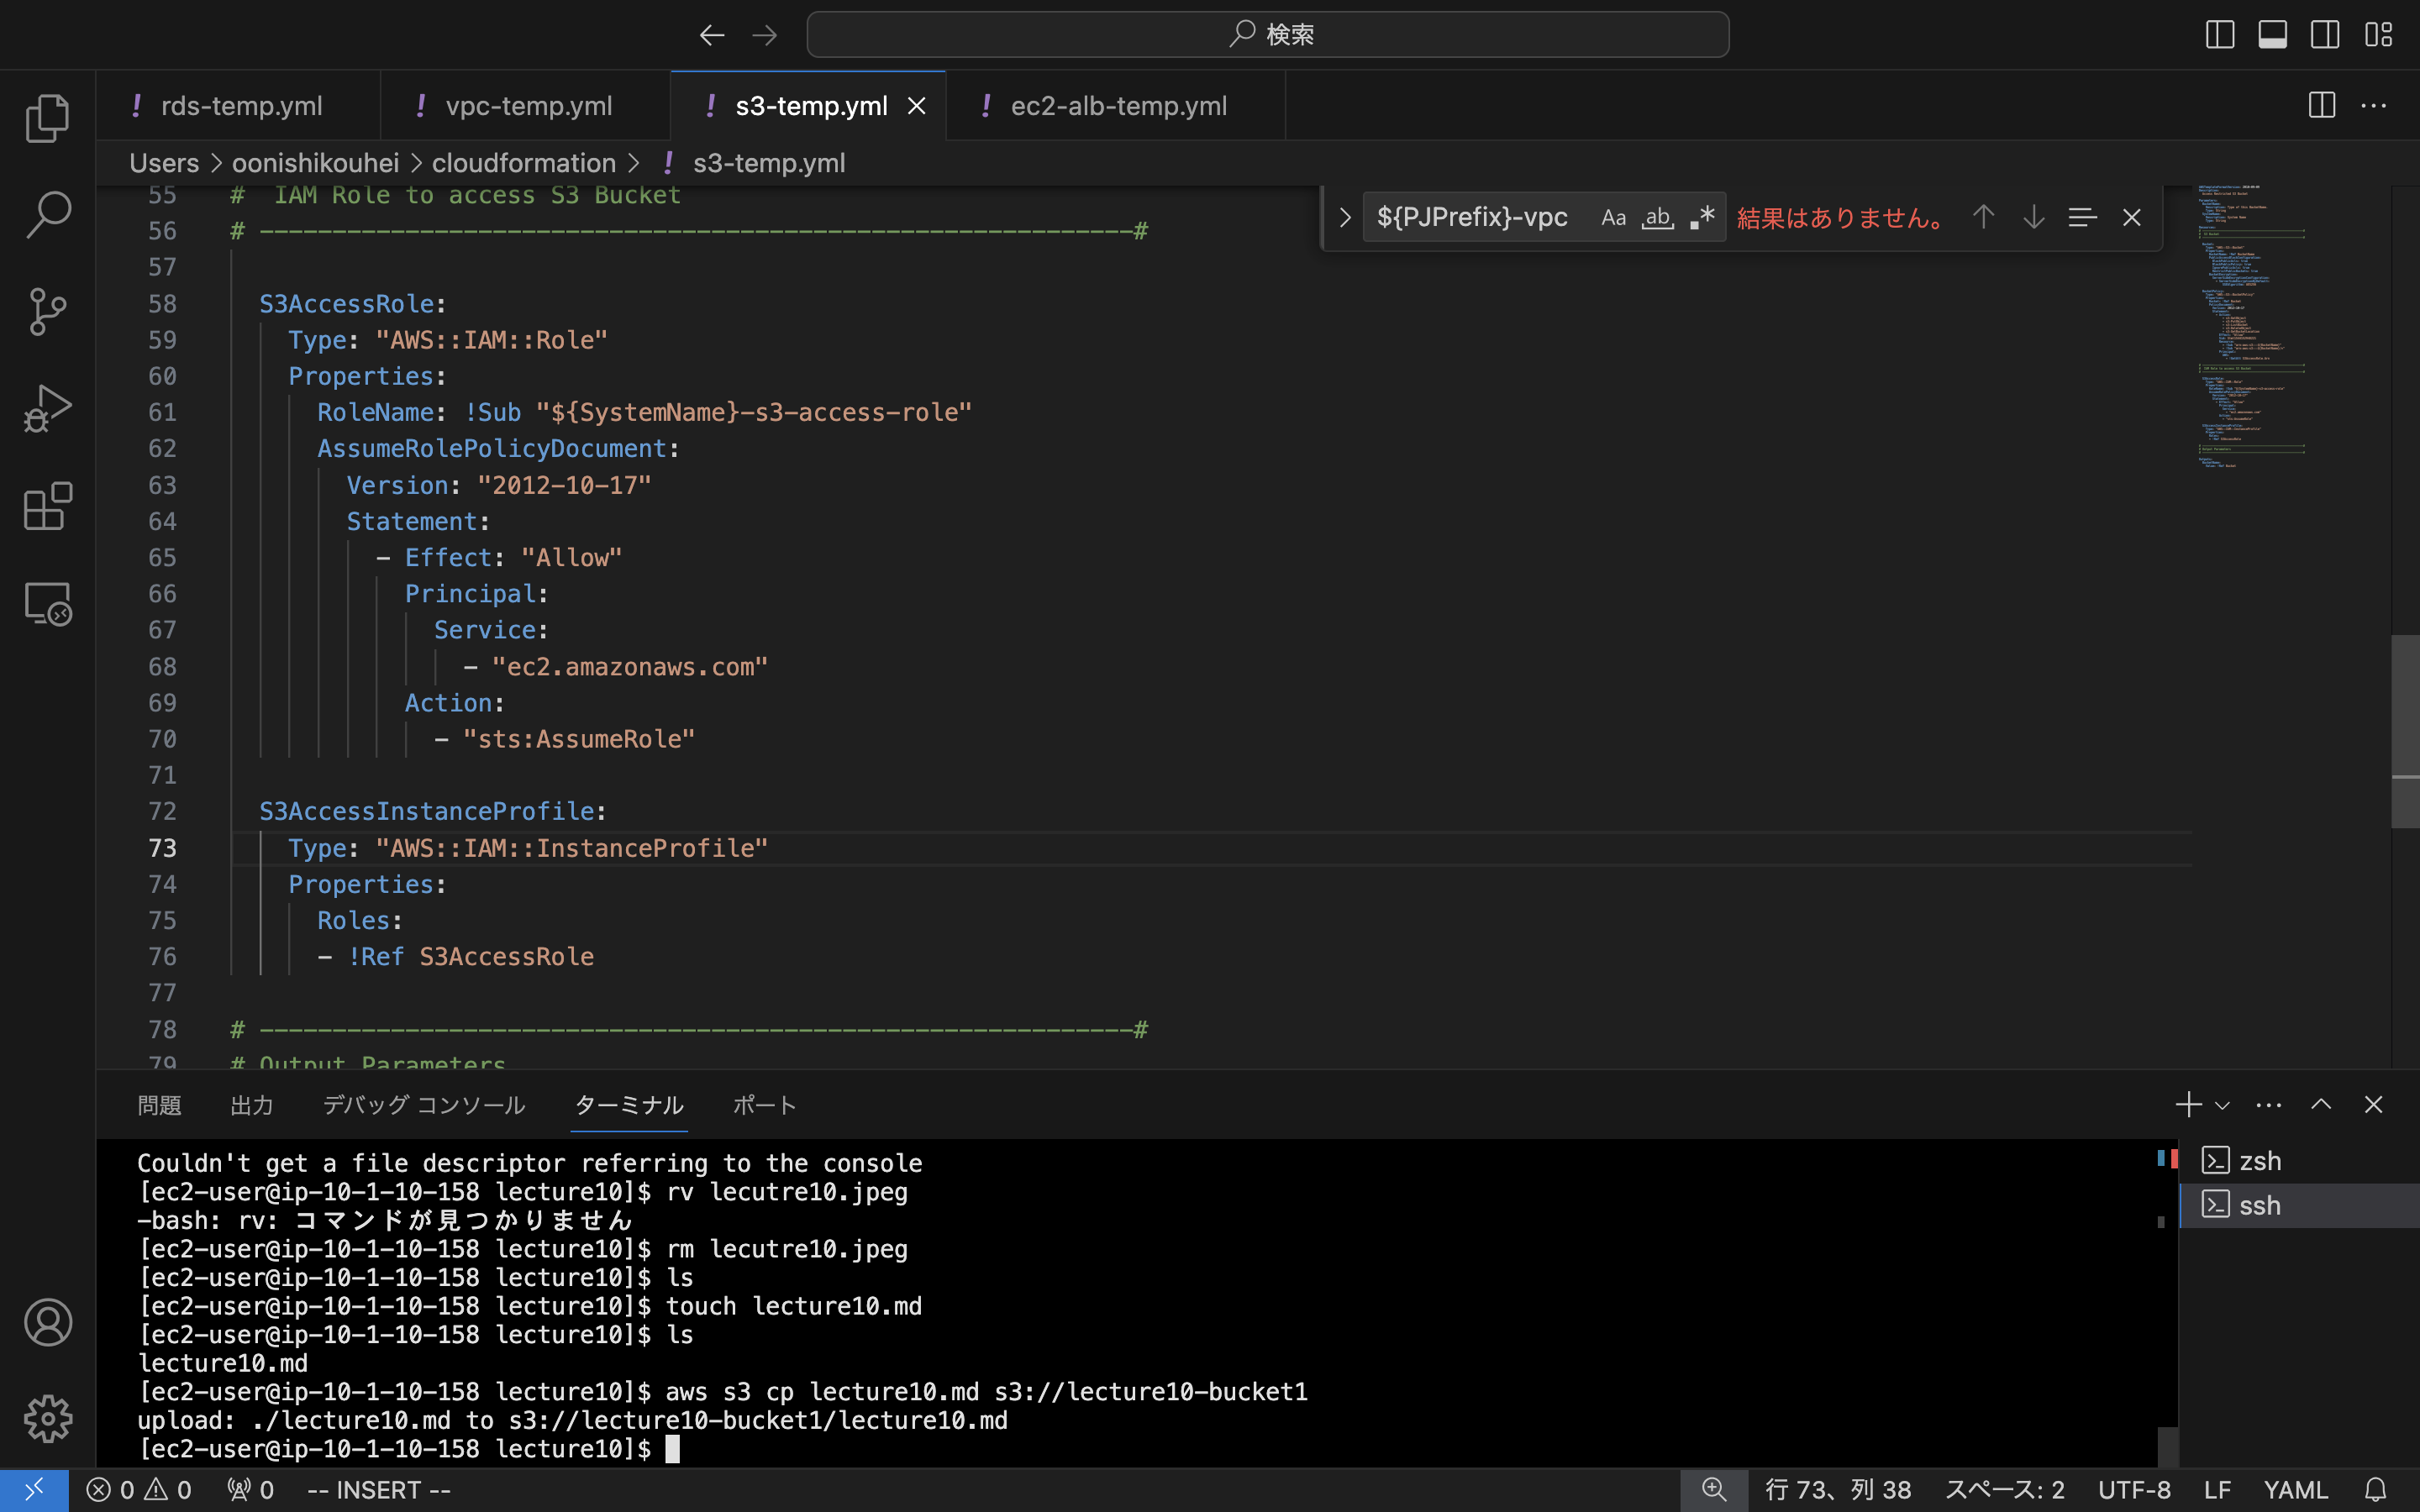 検索
rds-temp.yml
vpc-temp.yml
s3-temp.yml
ec2-alb-temp.yml
Users > oonishikouhei > cloudformation > ! s3-temp.yml
${PJPrefix}-vpc Aa ab .* 結果はありません。
55 #  IAM Role to access S3 Bucket
56 # ------------------------------------------------------------#
57
58 S3AccessRole:
59 Type: "AWS::IAM::Role"
60 Properties:
61 RoleName: !Sub "${SystemName}-s3-access-role"
62 AssumeRolePolicyDocument:
63 Version: "2012-10-17"
64 Statement:
65 - Effect: "Allow"
66 Principal:
67 Service:
68 - "ec2.amazonaws.com"
69 Action:
70 - "sts:AssumeRole"
71
72 S3AccessInstanceProfile:
73 Type: "AWS::IAM::InstanceProfile"
74 Properties:
75 Roles:
76 - !Ref S3AccessRole
77
78 # ------------------------------------------------------------#
79 # Output Parameters
問題 出力 デバッグ コンソール ターミナル ポート
Couldn't get a file descriptor referring to the console
[ec2-user@ip-10-1-10-158 lecture10]$ rv lecutre10.jpeg
-bash: rv: コマンドが見つかりません
[ec2-user@ip-10-1-10-158 lecture10]$ rm lecutre10.jpeg
[ec2-user@ip-10-1-10-158 lecture10]$ ls
[ec2-user@ip-10-1-10-158 lecture10]$ touch lecture10.md
[ec2-user@ip-10-1-10-158 lecture10]$ ls
lecture10.md
[ec2-user@ip-10-1-10-158 lecture10]$ aws s3 cp lecture10.md s3://lecture10-bucket1
upload: ./lecture10.md to s3://lecture10-bucket1/lecture10.md
[ec2-user@ip-10-1-10-158 lecture10]$
zsh
ssh
0 0 0 -- INSERT -- 行 73、列 38 スペース: 2 UTF-8 LF YAML